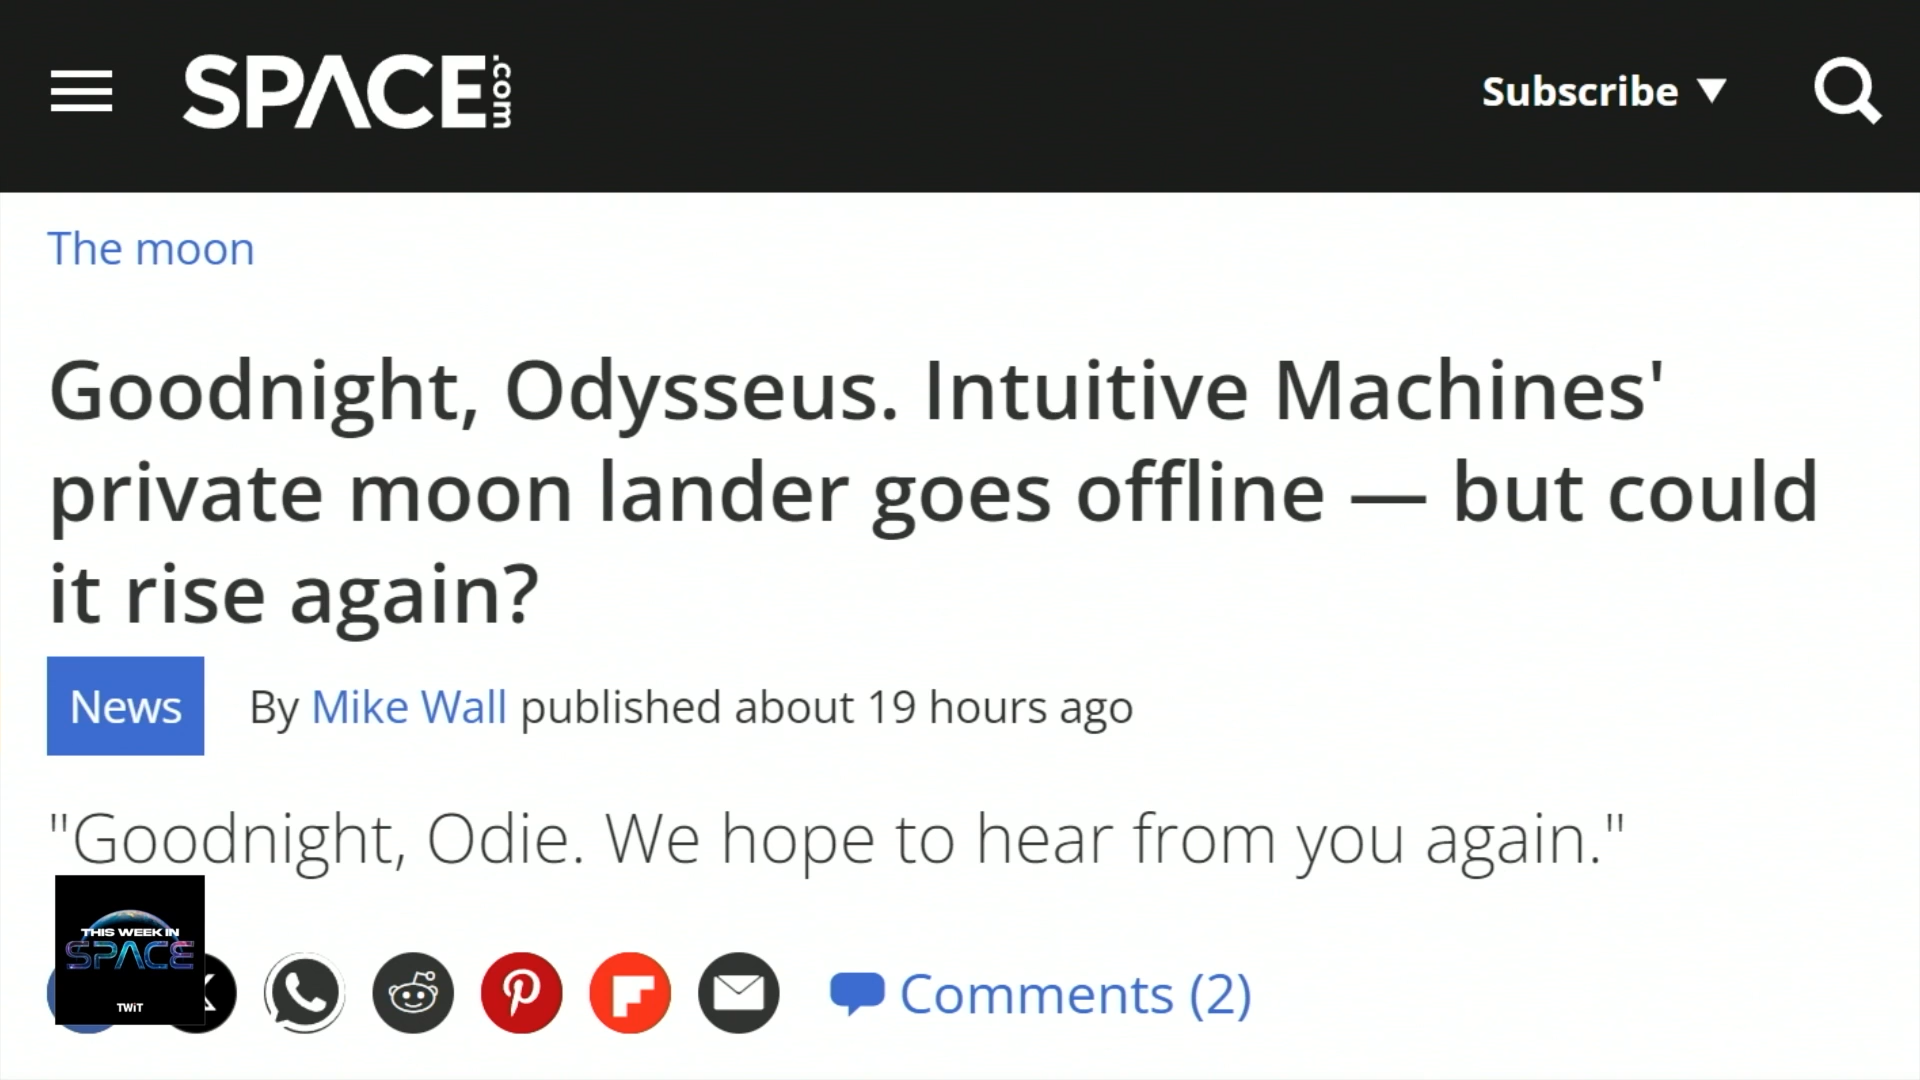 SPACE.com
Subscribe ▼
The moon
Goodnight, Odysseus. Intuitive Machines'
private moon lander goes offline — but could
it rise again?
News
By Mike Wall published about 19 hours ago
"Goodnight, Odie. We hope to hear from you again."
THIS WEEK IN
SPACE
TWiT
Comments (2)